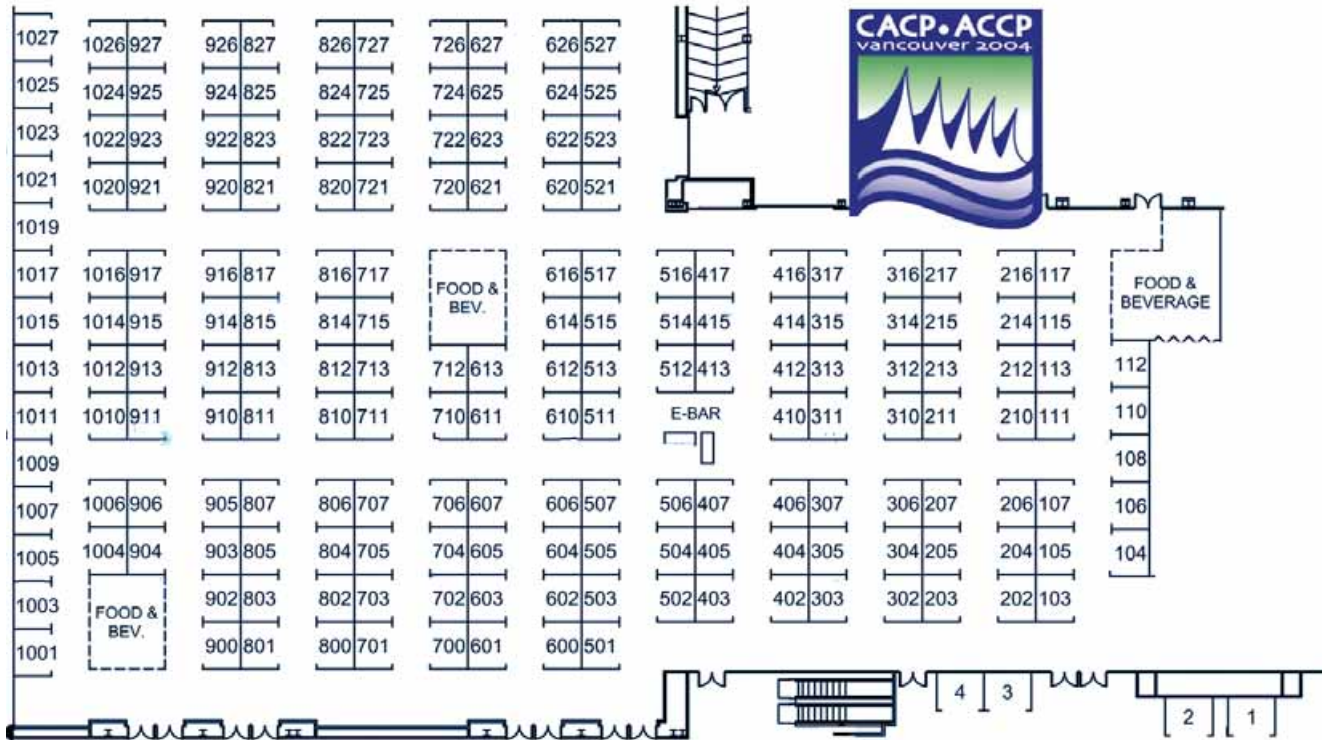 CACP•ACCP
vancouver 2004
1027 1026 927 926 827 826 727 726 627 626 527
1025 1024 925 924 825 824 725 724 625 624 525
1023 1022 923 922 823 822 723 722 623 622 523
1021 1020 921 920 821 820 721 720 621 620 521
1019
1017 1016 917 916 817 816 717 616 517 516 417 416 317 316 217 216 117
FOOD &
BEV.
FOOD &
BEVERAGE
1015 1014 915 914 815 814 715 614 515 514 415 414 315 314 215 214 115
1013 1012 913 912 813 812 713 712 613 612 513 512 413 412 313 312 213 212 113 112
1011 1010 911 910 811 810 711 710 611 610 511 E-BAR 410 311 310 211 210 111 110
1009 108
1007 1006 906 905 807 806 707 706 607 606 507 506 407 406 307 306 207 206 107 106
1005 1004 904 903 805 804 705 704 605 604 505 504 405 404 305 304 205 204 105 104
1003 902 803 802 703 702 603 602 503 502 403 402 303 302 203 202 103
FOOD &
BEV.
1001 900 801 800 701 700 601 600 501
4 3
2 1